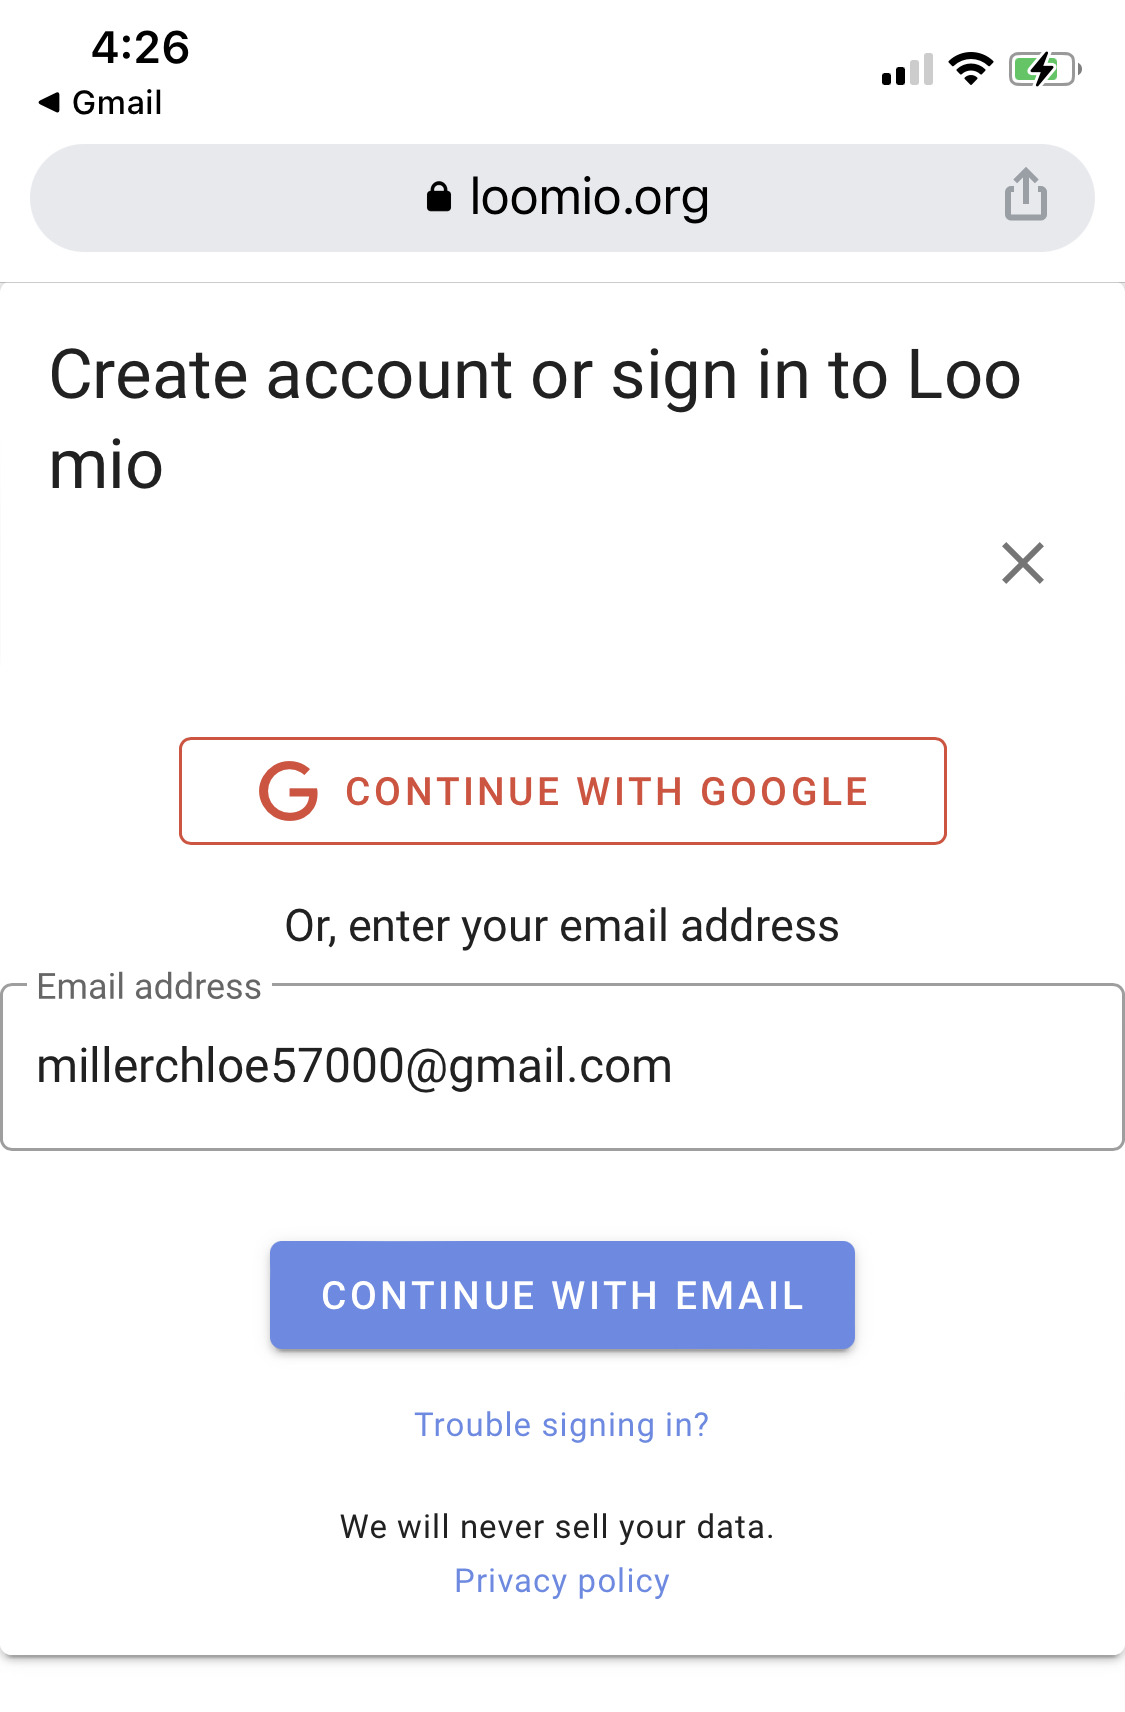 4:26
◀ Gmail
loomio.org
Create account or sign in to Loo
mio
CONTINUE WITH GOOGLE
Or, enter your email address
Email address
millerchloe57000@gmail.com
CONTINUE WITH EMAIL
Trouble signing in?
We will never sell your data.
Privacy policy